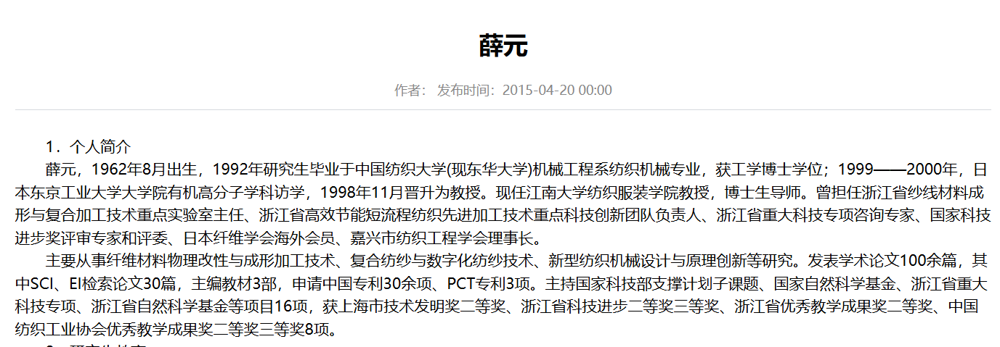 薛元
作者： 发布时间：2015-04-20 00:00
1．个人简介
薛元，1962年8月出生，1992年研究生毕业于中国纺织大学(现东华大学)机械工程系纺织机械专业，获工学博士学位；1999——2000年，日
本东京工业大学大学院有机高分子学科访学，1998年11月晋升为教授。现任江南大学纺织服装学院教授，博士生导师。曾担任浙江省纱线材料成
形与复合加工技术重点实验室主任、浙江省高效节能短流程纺织先进加工技术重点科技创新团队负责人、浙江省重大科技专项咨询专家、国家科技
进步奖评审专家和评委、日本纤维学会海外会员、嘉兴市纺织工程学会理事长。
主要从事纤维材料物理改性与成形加工技术、复合纺纱与数字化纺纱技术、新型纺织机械设计与原理创新等研究。发表学术论文100余篇，其
中SCI、EI检索论文30篇，主编教材3部，申请中国专利30余项、PCT专利3项。主持国家科技部支撑计划子课题、国家自然科学基金、浙江省重大
科技专项、浙江省自然科学基金等项目16项，获上海市技术发明奖二等奖、浙江省科技进步二等奖三等奖、浙江省优秀教学成果奖二等奖、中国
纺织工业协会优秀教学成果奖二等奖三等奖8项。